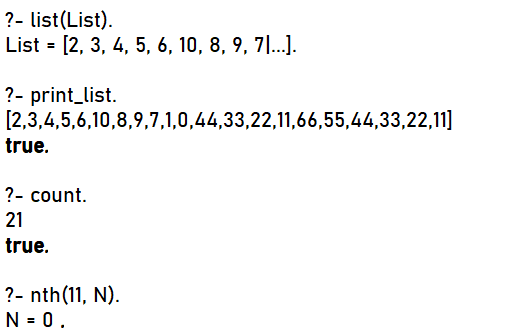 ?- list(List).
List = [2, 3, 4, 5, 6, 10, 8, 9, 7|...].
?- print_list.
[2,3,4,5,6,10,8,9,7,1,0,44,33,22,11,66,55,44,33,22,11]
true.
?- count.
21
true.
?- nth(11, N).
N = 0 .